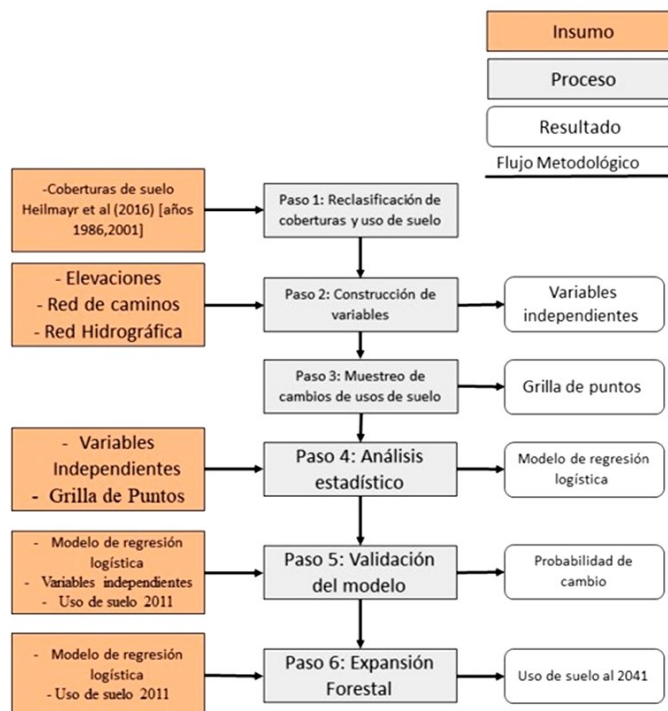 Insumo
Proceso
Resultado
Flujo Metodológico
-Coberturas de suelo
Heilmayr et al (2016) [años
1986,2001]
Paso 1: Reclasificación de
coberturas y uso de suelo
- Elevaciones
- Red de caminos
- Red Hidrográfica
Paso 2: Construcción de
variables
Variables
independientes
Paso 3: Muestreo de
cambios de usos de suelo
Grilla de puntos
- Variables
Independientes
- Grilla de Puntos
Paso 4: Análisis
estadístico
Modelo de regresión
logística
- Modelo de regresión
logística
- Variables independientes
- Uso de suelo 2011
Paso 5: Validación
del modelo
Probabilidad de
cambio
- Modelo de regresión
logística
- Uso de suelo 2011
Paso 6: Expansión
Forestal
Uso de suelo al 2041